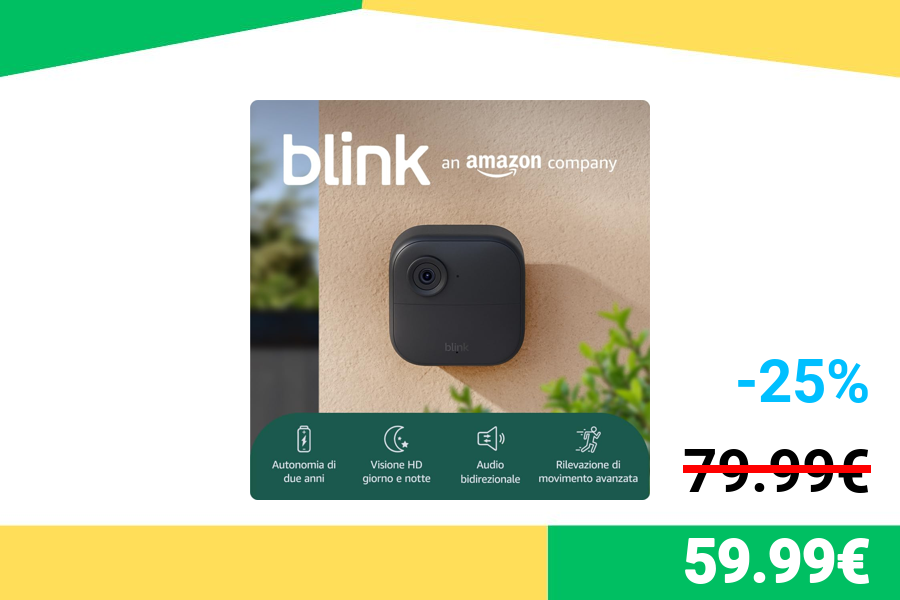 blink an amazon company
blink
Autonomia di
due anni
Visione HD
giorno e notte
Audio
bidirezionale
Rilevazione di
movimento avanzata
-25%
79.99€
59.99€